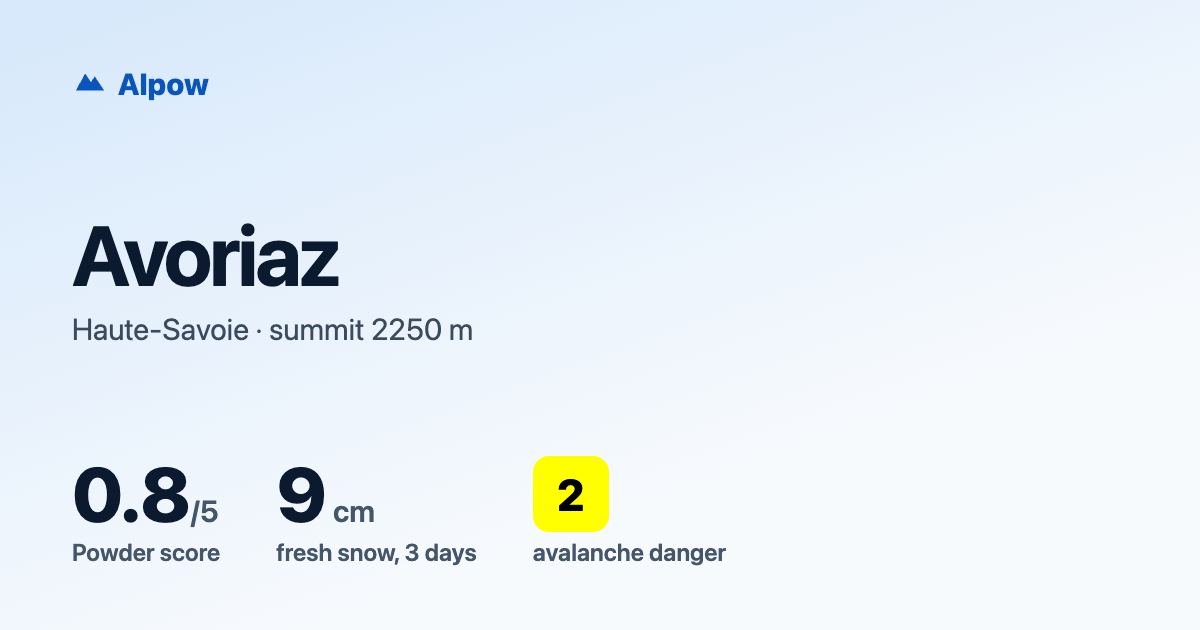 Alpow
Avoriaz
Haute-Savoie · summit 2250 m
0.8/5 9 cm 2
Powder score fresh snow, 3 days avalanche danger